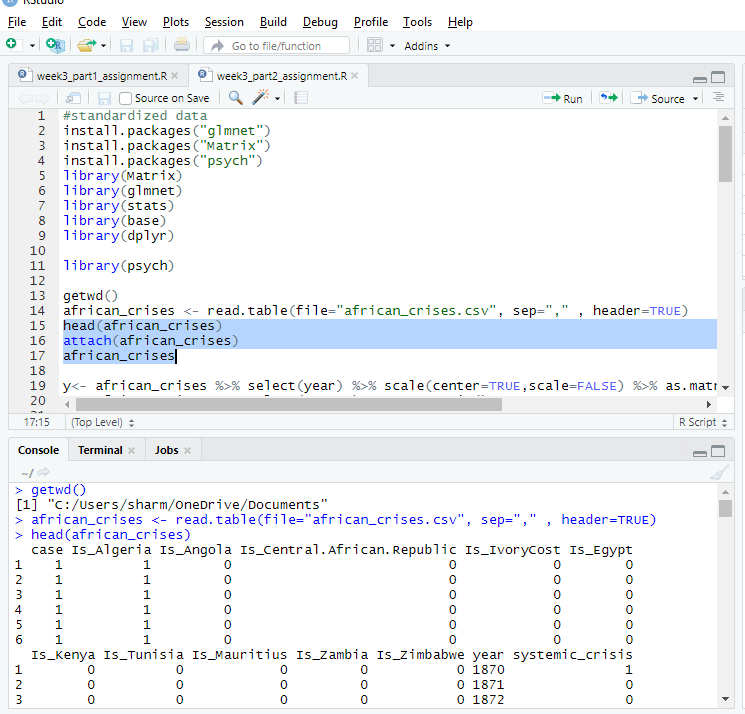 RStudio
File Edit Code View Plots Session Build Debug Profile Tools Help
Go to file/function Addins
week3_part1_assignment.R week3_part2_assignment.R
Source on Save Run Source
1 #standardized data
2 install.packages("glmnet")
3 install.packages("Matrix")
4 install.packages("psych")
5 library(Matrix)
6 library(glmnet)
7 library(stats)
8 library(base)
9 library(dplyr)
10
11 library(psych)
12
13 getwd()
14 african_crises <- read.table(file="african_crises.csv", sep="," , header=TRUE)
15 head(african_crises)
16 attach(african_crises)
17 african_crises
18
19 y<- african_crises %>% select(year) %>% scale(center=TRUE,scale=FALSE) %>% as.matr
20
17:15 (Top Level) R Script
Console Terminal Jobs
~/
> getwd()
[1] "C:/Users/sharm/OneDrive/Documents"
> african_crises <- read.table(file="african_crises.csv", sep="," , header=TRUE)
> head(african_crises)
case Is_Algeria Is_Angola Is_Central.African.Republic Is_IvoryCost Is_Egypt
1 1 1 0 0 0 0
2 1 1 0 0 0 0
3 1 1 0 0 0 0
4 1 1 0 0 0 0
5 1 1 0 0 0 0
6 1 1 0 0 0 0
Is_Kenya Is_Tunisia Is_Mauritius Is_Zambia Is_Zimbabwe year systemic_crisis
1 0 0 0 0 0 1870 1
2 0 0 0 0 0 1871 0
3 0 0 0 0 0 1872 0